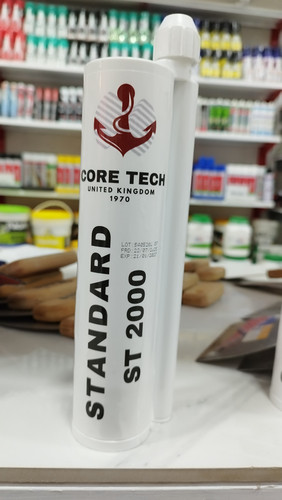 CORE TECH
UNITED KINGDOM
1970
STANDARD
ST 2000